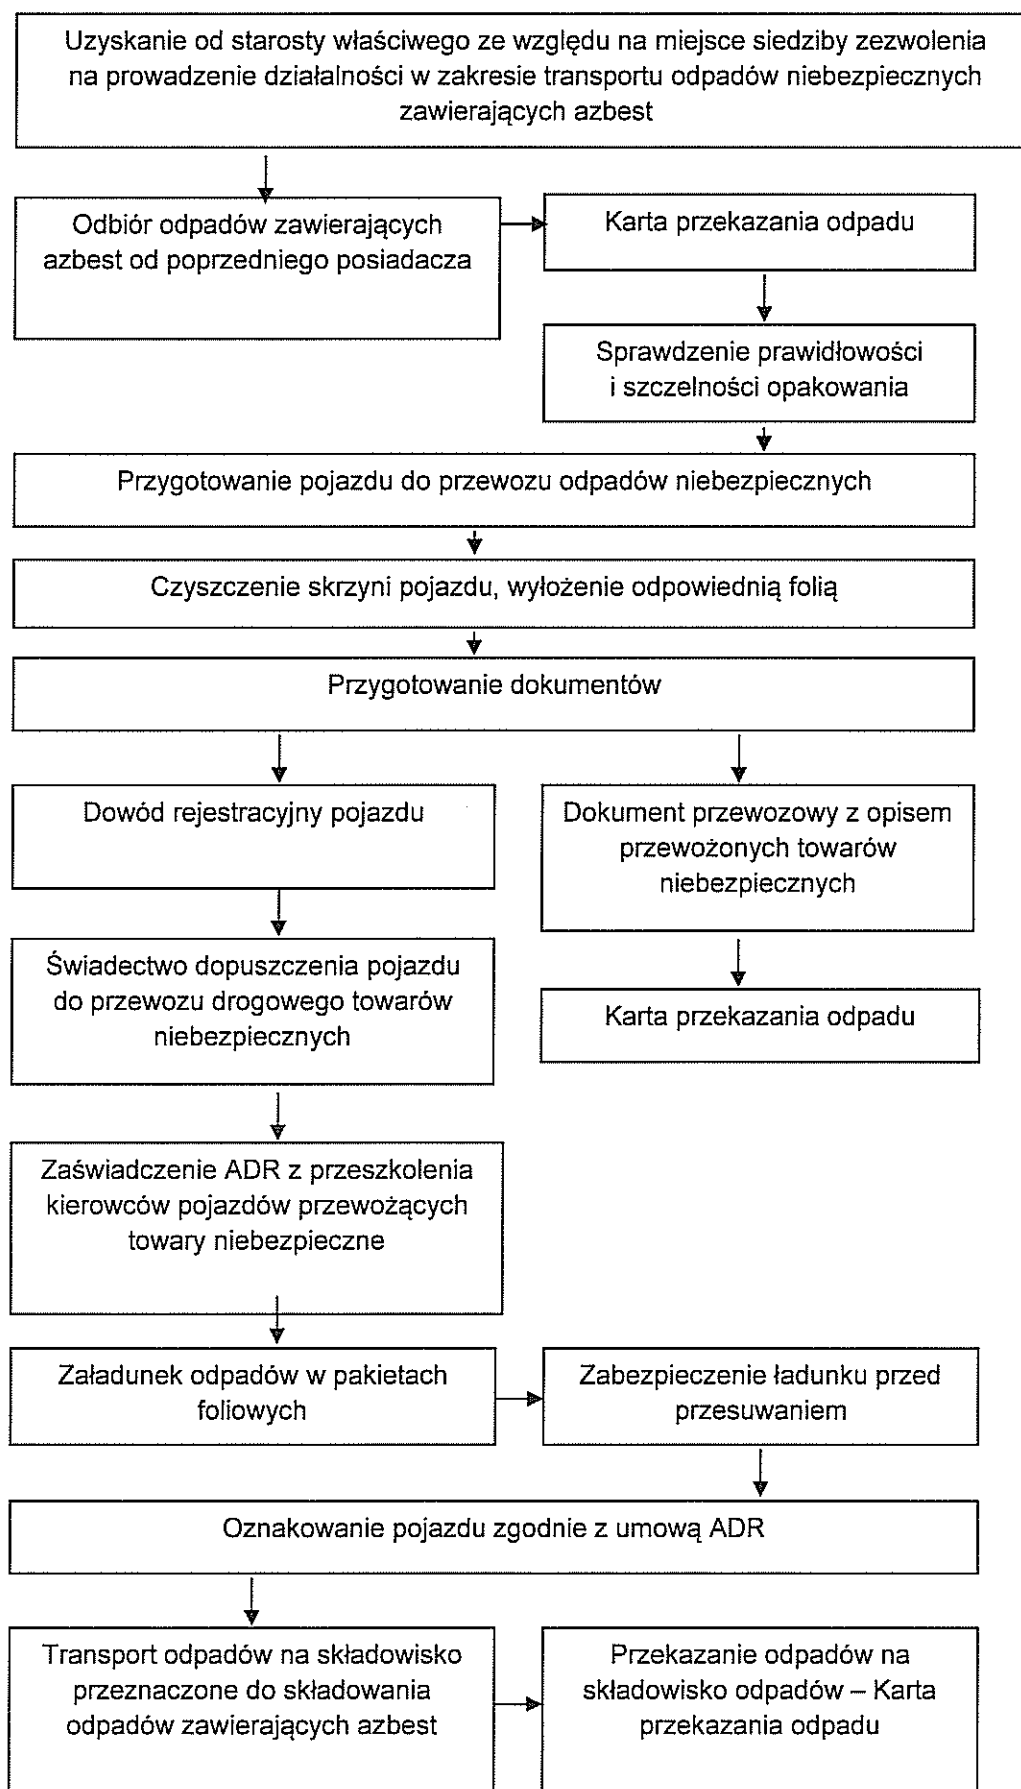 Uzyskanie od starosty właściwego ze względu na miejsce siedziby zezwolenia
na prowadzenie działalności w zakresie transportu odpadów niebezpiecznych
zawierających azbest
Odbiór odpadów zawierających
azbest od poprzedniego posiadacza
Karta przekazania odpadu
Sprawdzenie prawidłowości
i szczelności opakowania
Przygotowanie pojazdu do przewozu odpadów niebezpiecznych
Czyszczenie skrzyni pojazdu, wyłożenie odpowiednią folią
Przygotowanie dokumentów
Dowód rejestracyjny pojazdu
Dokument przewozowy z opisem
przewożonych towarów
niebezpiecznych
Świadectwo dopuszczenia pojazdu
do przewozu drogowego towarów
niebezpiecznych
Karta przekazania odpadu
Zaświadczenie ADR z przeszkolenia
kierowców pojazdów przewożących
towary niebezpieczne
Załadunek odpadów w pakietach
foliowych
Zabezpieczenie ładunku przed
przesuwaniem
Oznakowanie pojazdu zgodnie z umową ADR
Transport odpadów na składowisko
przeznaczone do składowania
odpadów zawierających azbest
Przekazanie odpadów na
składowisko odpadów – Karta
przekazania odpadu